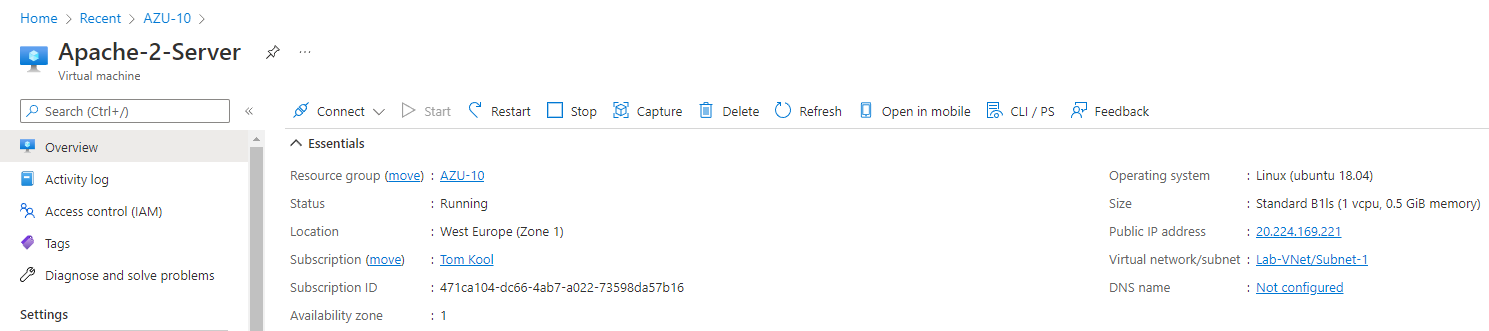 Home > Recent > AZU-10 >
Apache-2-Server ...
Virtual machine
Search (Ctrl+/) «
Connect Start Restart Stop Capture Delete Refresh Open in mobile CLI / PS Feedback
Overview
Activity log
Access control (IAM)
Tags
Diagnose and solve problems
Settings
Essentials
Resource group (move) : AZU-10
Status : Running
Location : West Europe (Zone 1)
Subscription (move) : Tom Kool
Subscription ID : 471ca104-dc66-4ab7-a022-73598da57b16
Availability zone : 1
Operating system : Linux (ubuntu 18.04)
Size : Standard B1ls (1 vcpu, 0.5 GiB memory)
Public IP address : 20.224.169.221
Virtual network/subnet : Lab-VNet/Subnet-1
DNS name : Not configured